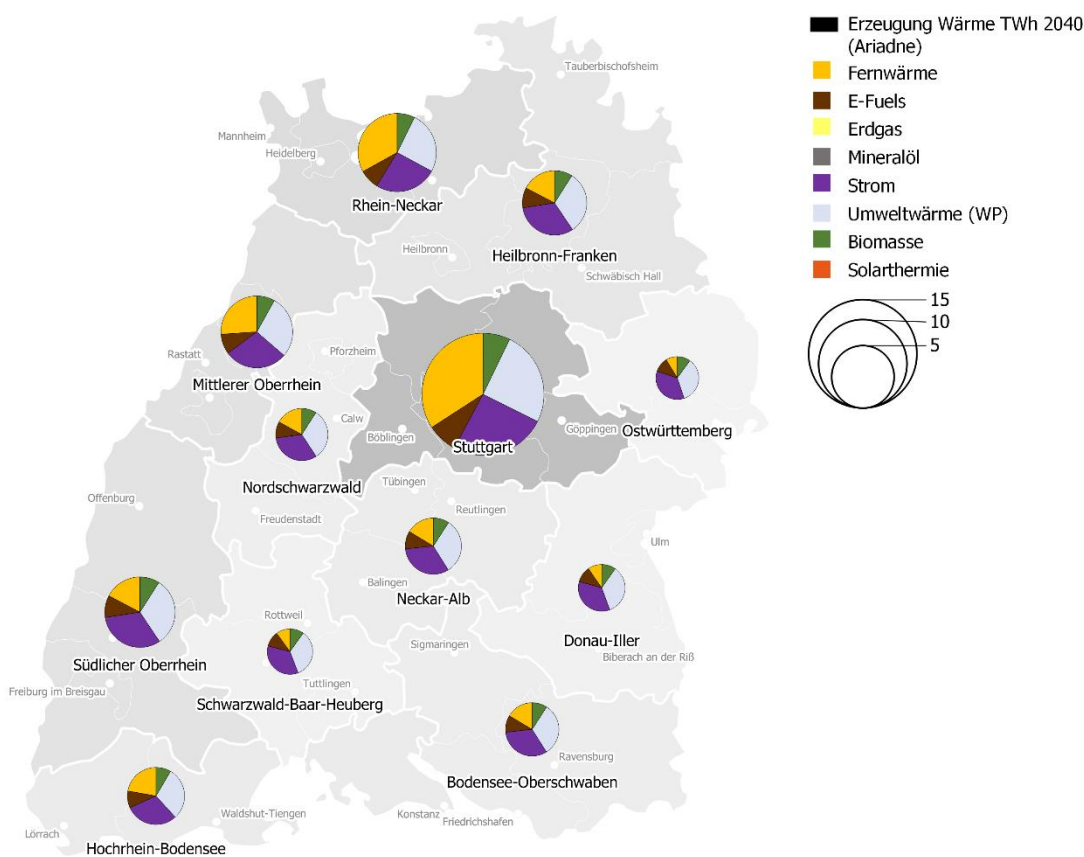 Erzeugung Wärme TWh 2040
(Ariadne)
Fernwärme
E-Fuels
Erdgas
Mineralöl
Strom
Umweltwärme (WP)
Biomasse
Solarthermie
15
10
5
Tauberbischofsheim
Mannheim
Heidelberg
Rhein-Neckar
Heilbronn
Heilbronn-Franken
Schwäbisch Hall
Rastatt
Pforzheim
Mittlerer Oberrhein
Calw
Böblingen
Stuttgart
Göppingen
Ostwürttemberg
Nordschwarzwald
Tübingen
Reutlingen
Offenburg
Freudenstadt
Ulm
Balingen
Neckar-Alb
Rottweil
Sigmaringen
Donau-Iller
Biberach an der Riß
Südlicher Oberrhein
Freiburg im Breisgau
Tuttlingen
Schwarzwald-Baar-Heuberg
Ravensburg
Bodensee-Oberschwaben
Waldshut-Tiengen
Konstanz
Friedrichshafen
Lörrach
Hochrhein-Bodensee